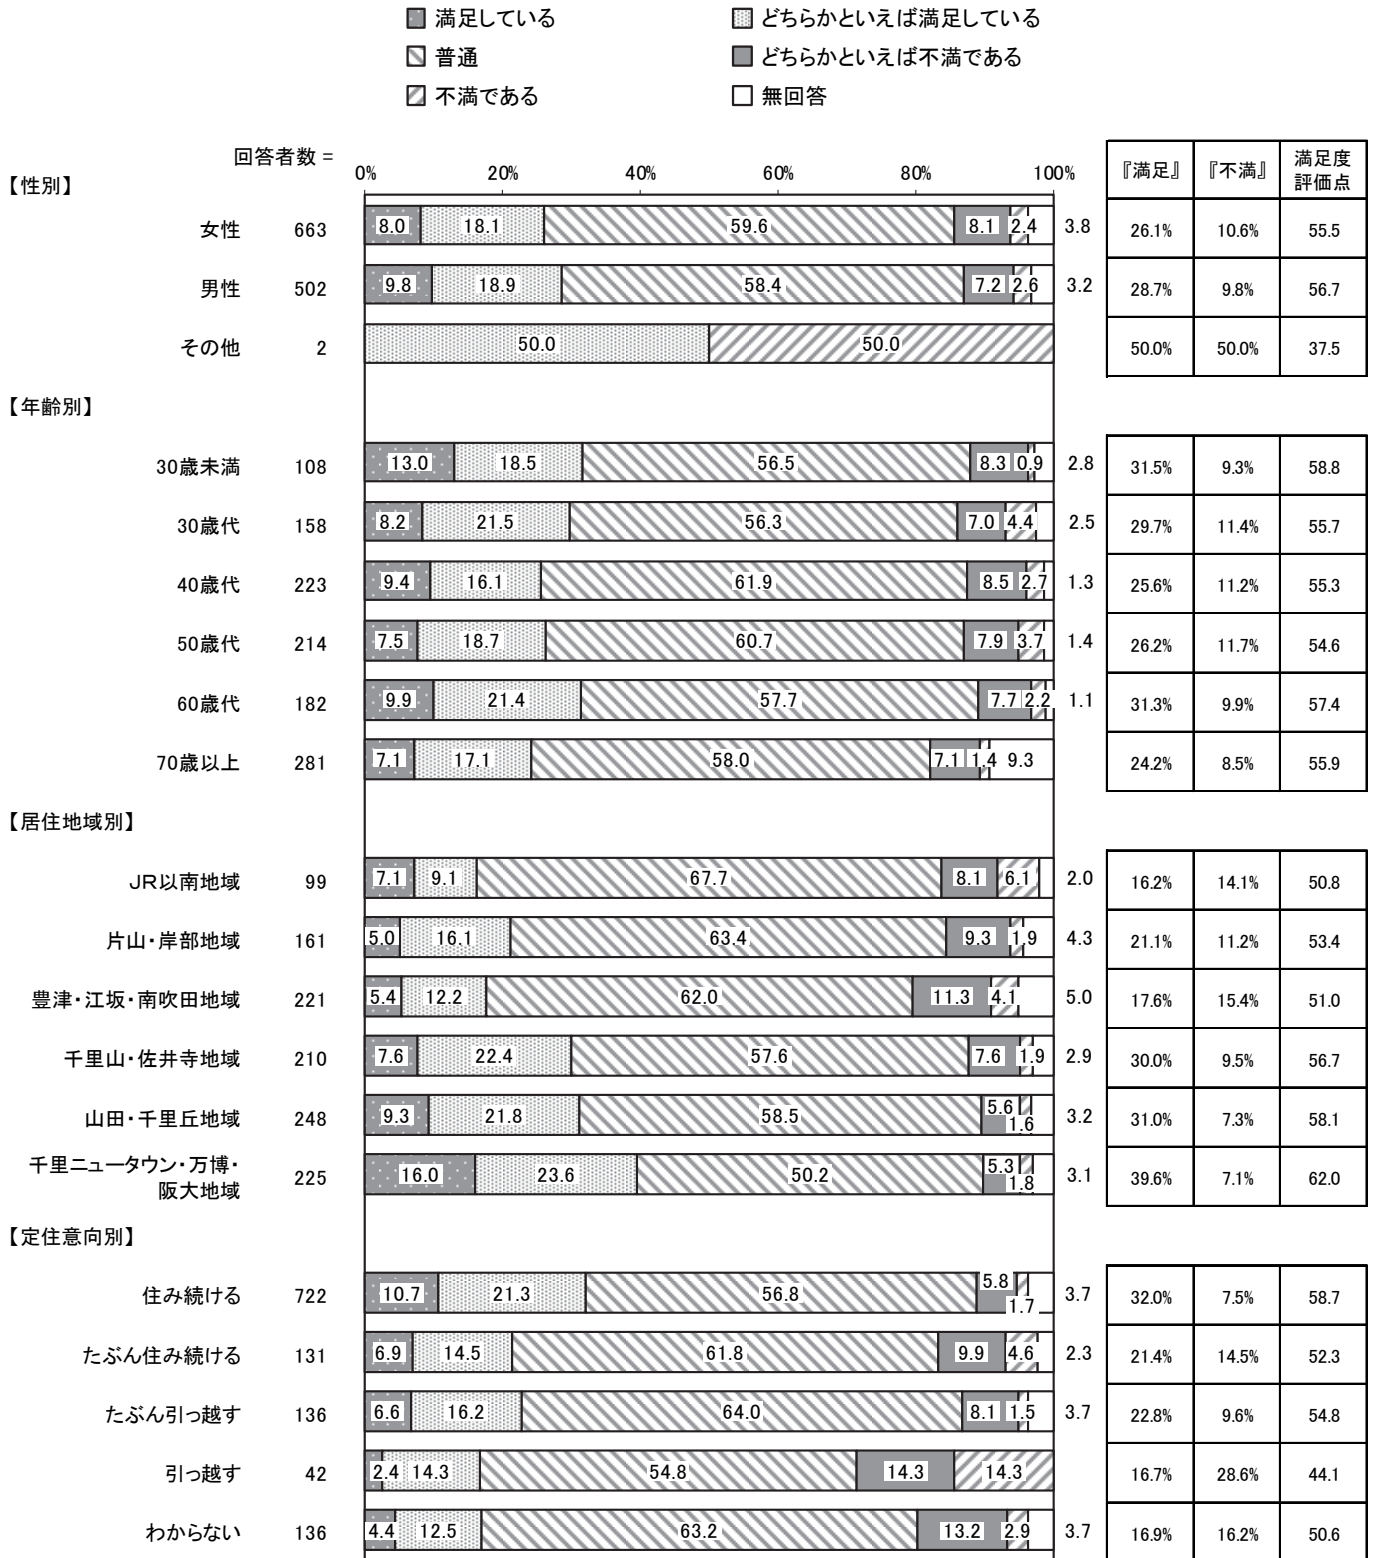 満足している どちらかといえば満足している
普通 どちらかといえば不満である
不満である 無回答
回答者数 = 0% 20% 40% 60% 80% 100% 『満足』 『不満』 満足度評価点
【性別】
女性 663 8.0 18.1 59.6 8.1 2.4 3.8 26.1% 10.6% 55.5
男性 502 9.8 18.9 58.4 7.2 2.6 3.2 28.7% 9.8% 56.7
その他 2 50.0 50.0 50.0% 50.0% 37.5
【年齢別】
30歳未満 108 13.0 18.5 56.5 8.3 0.9 2.8 31.5% 9.3% 58.8
30歳代 158 8.2 21.5 56.3 7.0 4.4 2.5 29.7% 11.4% 55.7
40歳代 223 9.4 16.1 61.9 8.5 2.7 1.3 25.6% 11.2% 55.3
50歳代 214 7.5 18.7 60.7 7.9 3.7 1.4 26.2% 11.7% 54.6
60歳代 182 9.9 21.4 57.7 7.7 2.2 1.1 31.3% 9.9% 57.4
70歳以上 281 7.1 17.1 58.0 7.1 1.4 9.3 24.2% 8.5% 55.9
【居住地域別】
JR以南地域 99 7.1 9.1 67.7 8.1 6.1 2.0 16.2% 14.1% 50.8
片山・岸部地域 161 5.0 16.1 63.4 9.3 1.9 4.3 21.1% 11.2% 53.4
豊津・江坂・南吹田地域 221 5.4 12.2 62.0 11.3 4.1 5.0 17.6% 15.4% 51.0
千里山・佐井寺地域 210 7.6 22.4 57.6 7.6 1.9 2.9 30.0% 9.5% 56.7
山田・千里丘地域 248 9.3 21.8 58.5 5.6 1.6 3.2 31.0% 7.3% 58.1
千里ニュータウン・万博・
阪大地域 225 16.0 23.6 50.2 5.3 1.8 3.1 39.6% 7.1% 62.0
【定住意向別】
住み続ける 722 10.7 21.3 56.8 5.8 1.7 3.7 32.0% 7.5% 58.7
たぶん住み続ける 131 6.9 14.5 61.8 9.9 4.6 2.3 21.4% 14.5% 52.3
たぶん引っ越す 136 6.6 16.2 64.0 8.1 1.5 3.7 22.8% 9.6% 54.8
引っ越す 42 2.4 14.3 54.8 14.3 14.3 16.7% 28.6% 44.1
わからない 136 4.4 12.5 63.2 13.2 2.9 3.7 16.9% 16.2% 50.6